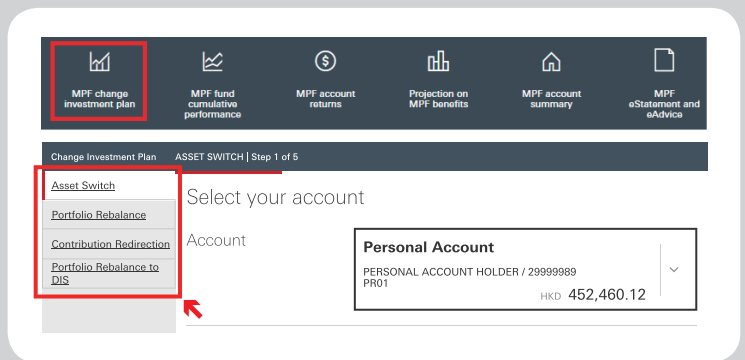 MPF change
investment plan
MPF fund
cumulative
performance
MPF account
returns
Projection on
MPF benefits
MPF account
summary
MPF
eStatement and
eAdvice
Change Investment Plan
ASSET SWITCH | Step 1 of 5
Asset Switch
Portfolio Rebalance
Contribution Redirection
Portfolio Rebalance to
DIS
Select your account
Account
Personal Account
PERSONAL ACCOUNT HOLDER / 29999989
PR01
HKD 452,460.12